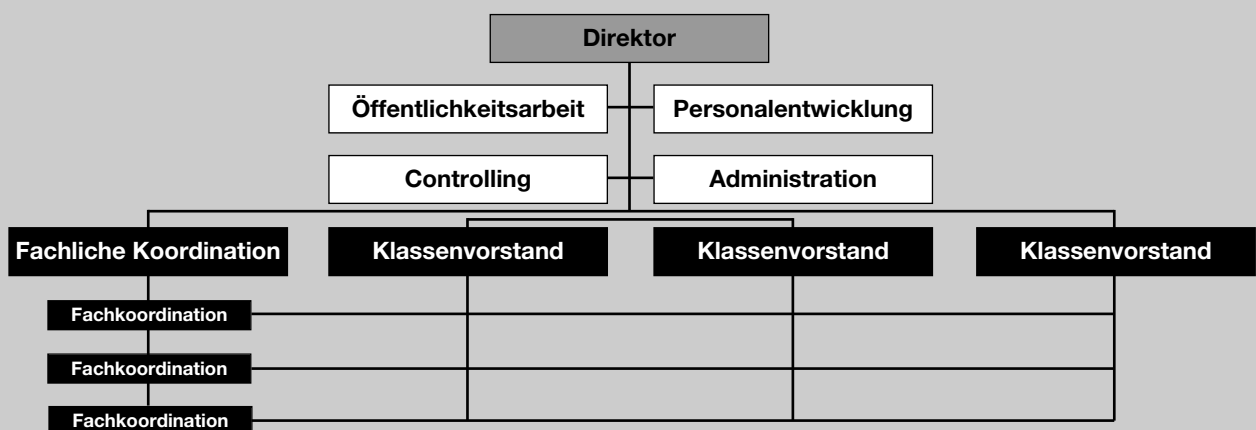 Direktor
Öffentlichkeitsarbeit
Personalentwicklung
Controlling
Administration
Fachliche Koordination
Klassenvorstand
Klassenvorstand
Klassenvorstand
Fachkoordination
Fachkoordination
Fachkoordination